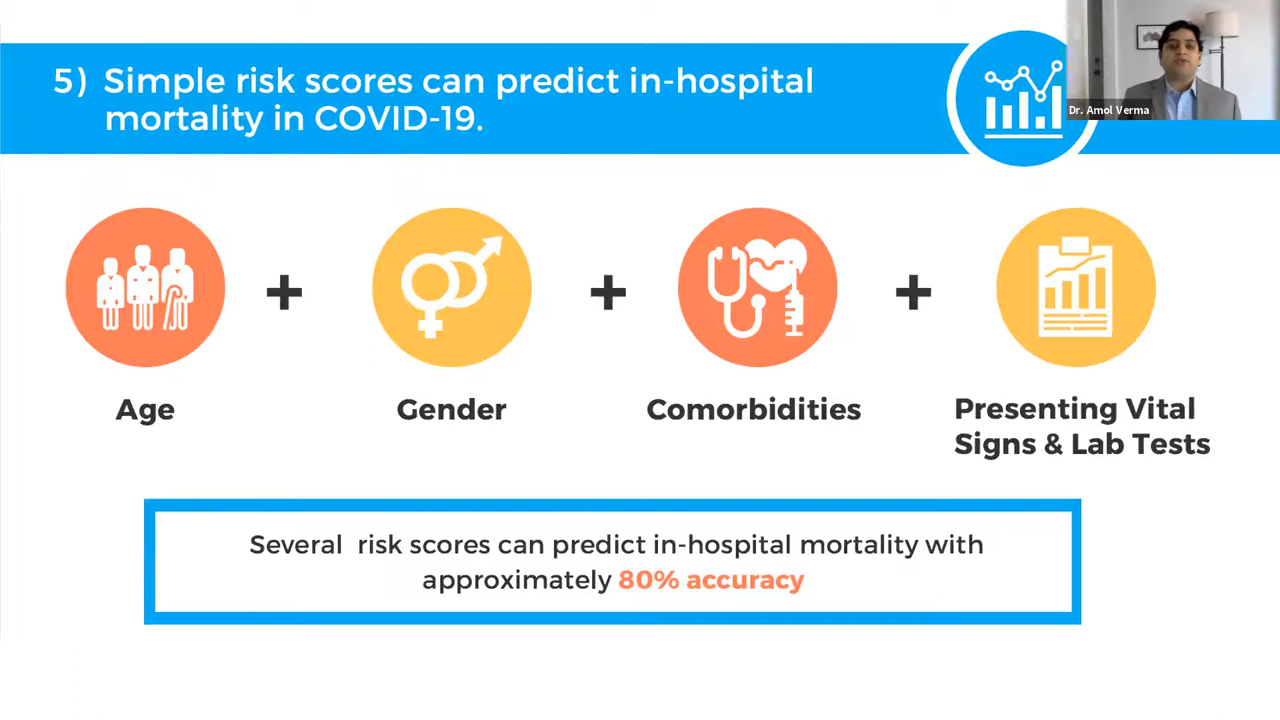 5) Simple risk scores can predict in-hospital
mortality in COVID-19.
Dr. Amol Verma
Age
+
Gender
+
Comorbidities
+
Presenting Vital
Signs & Lab Tests
Several risk scores can predict in-hospital mortality with
approximately 80% accuracy